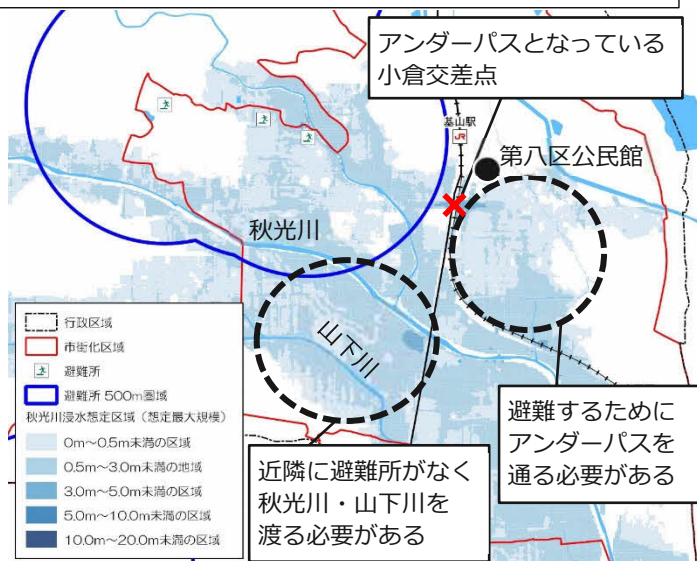 アンダーパスとなっている
小倉交差点
基山駅
JR
第八区公民館
秋光川
山下川
行政区域
市街化区域
避難所
避難所 500m圏域
秋光川浸水想定区域（想定最大規模）
0m～0.5m未満の区域
0.5m～3.0m未満の地域
3.0m～5.0m未満の区域
5.0m～10.0m未満の区域
10.0m～20.0m未満の区域
近隣に避難所がなく
秋光川・山下川を
渡る必要がある
避難するために
アンダーパスを
通る必要がある